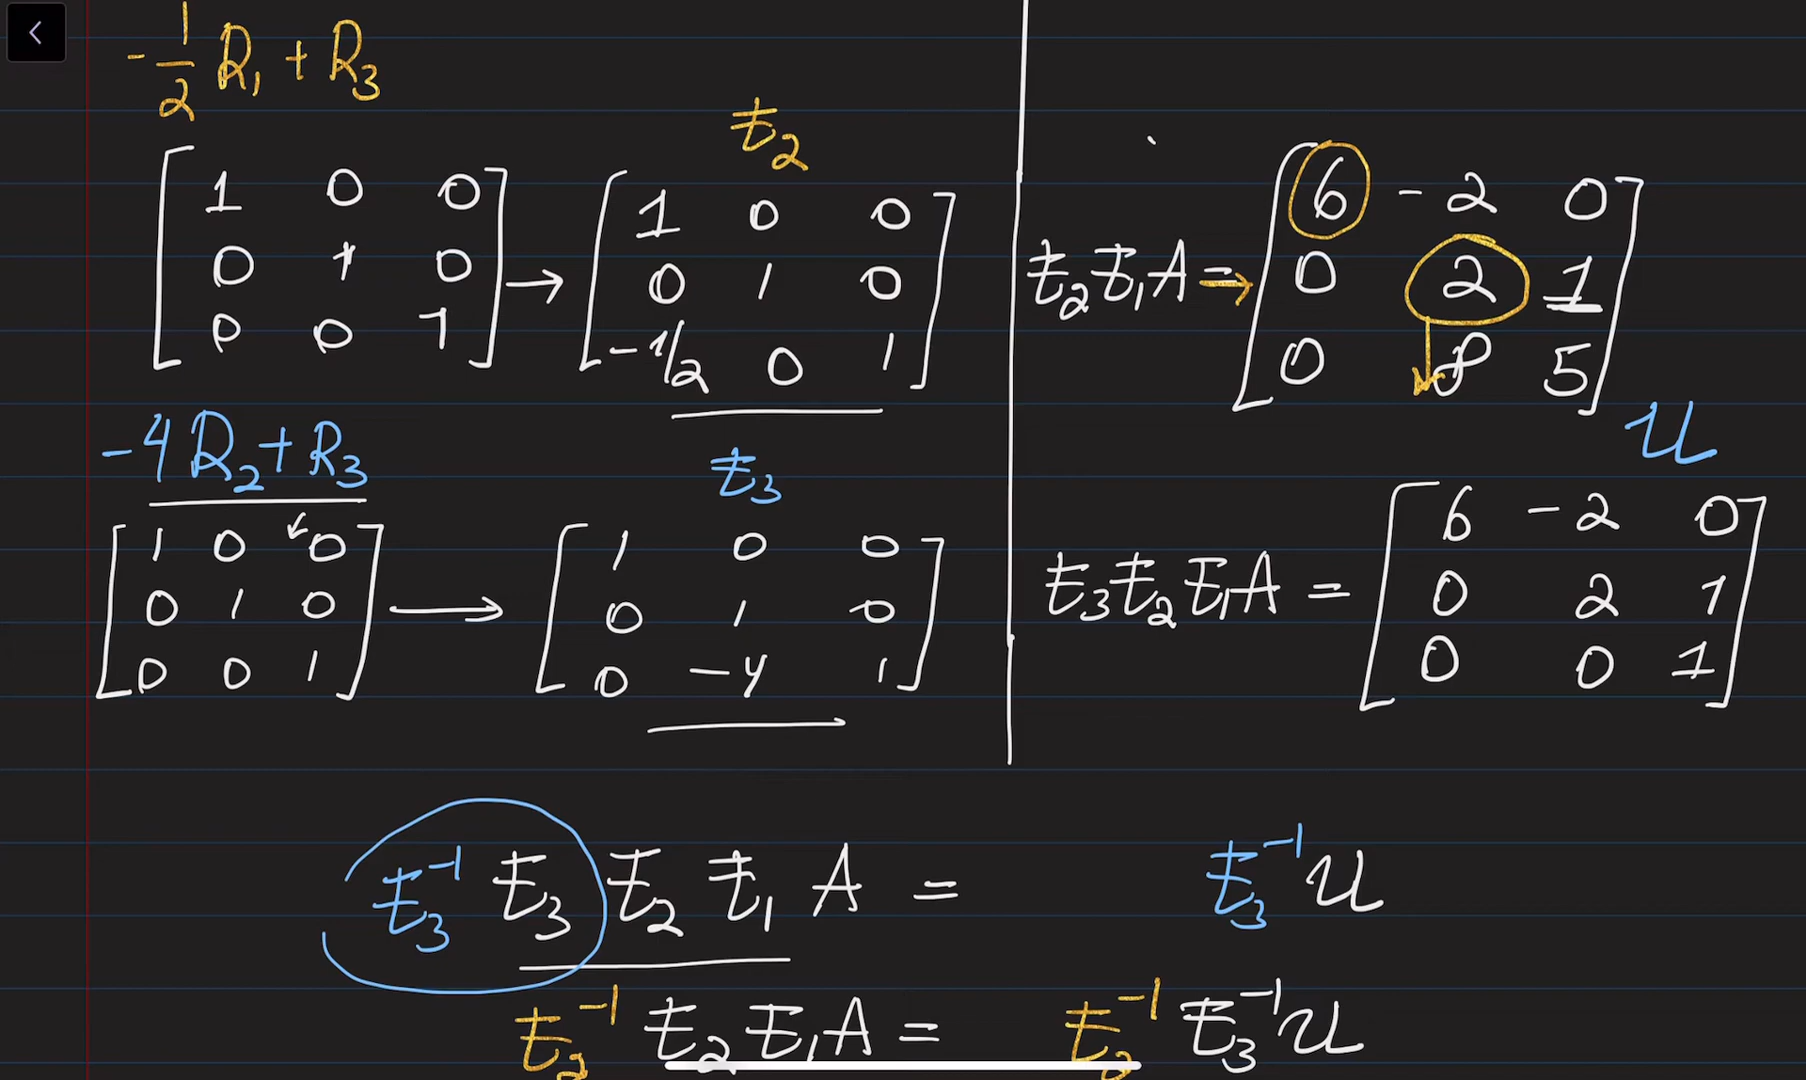 -1/2 R₁ + R₃
E₂
[1 0 0; 0 1 0; 0 0 1] → [1 0 0; 0 1 0; -1/2 0 1]
-4R₂ + R₃
E₃
[1 0 0; 0 1 0; 0 0 1] → [1 0 0; 0 1 0; 0 -4 1]
E₂E₁A = → [6 -2 0; 0 2 1; 0 8 5]
U
E₃E₂E₁A = [6 -2 0; 0 2 1; 0 0 1]
E₃⁻¹ E₃ E₂ E₁ A = E₃⁻¹ U
E₂⁻¹ E₂ E₁A = E₂⁻¹ E₃⁻¹ U